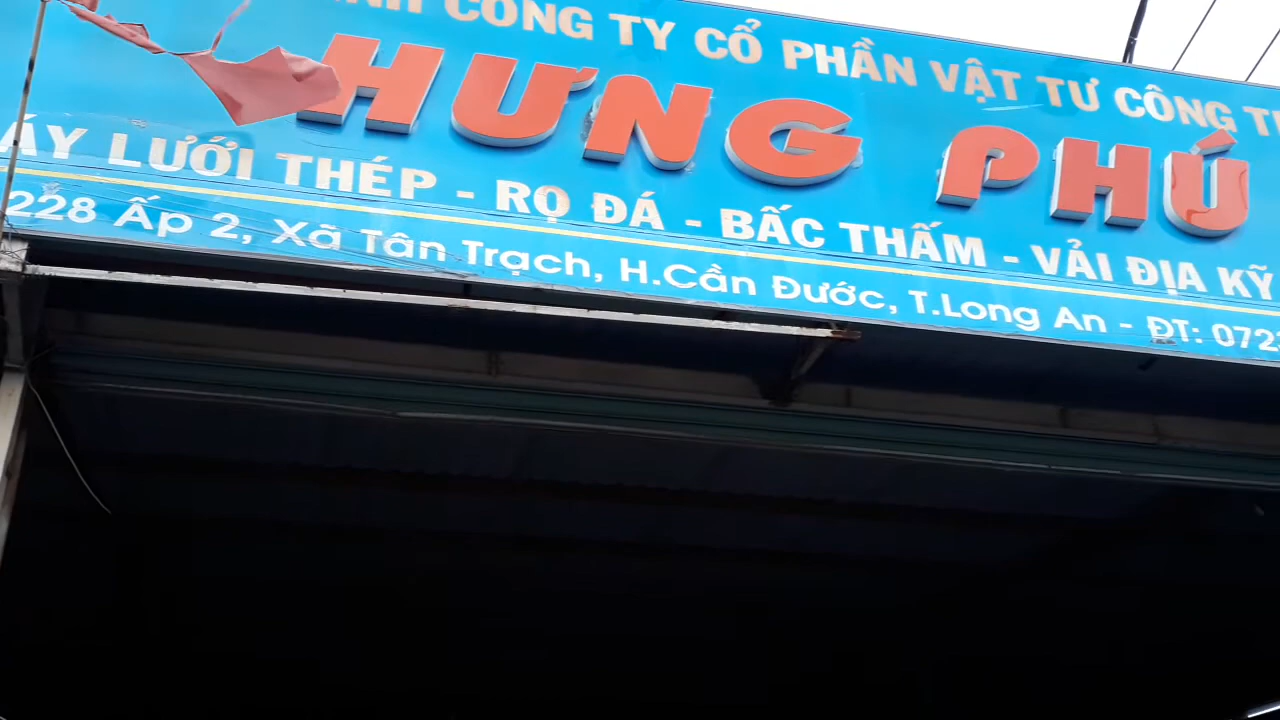 CÔNG TY CỔ PHẦN VẬT TƯ CÔNG
HƯNG PHÚ
LƯỚI THÉP - RỌ ĐÁ - BẤC THẤM - VẢI ĐỊA KỸ
228 Ấp 2, Xã Tân Trạch, H.Cần Đước, T.Long An - ĐT: 072